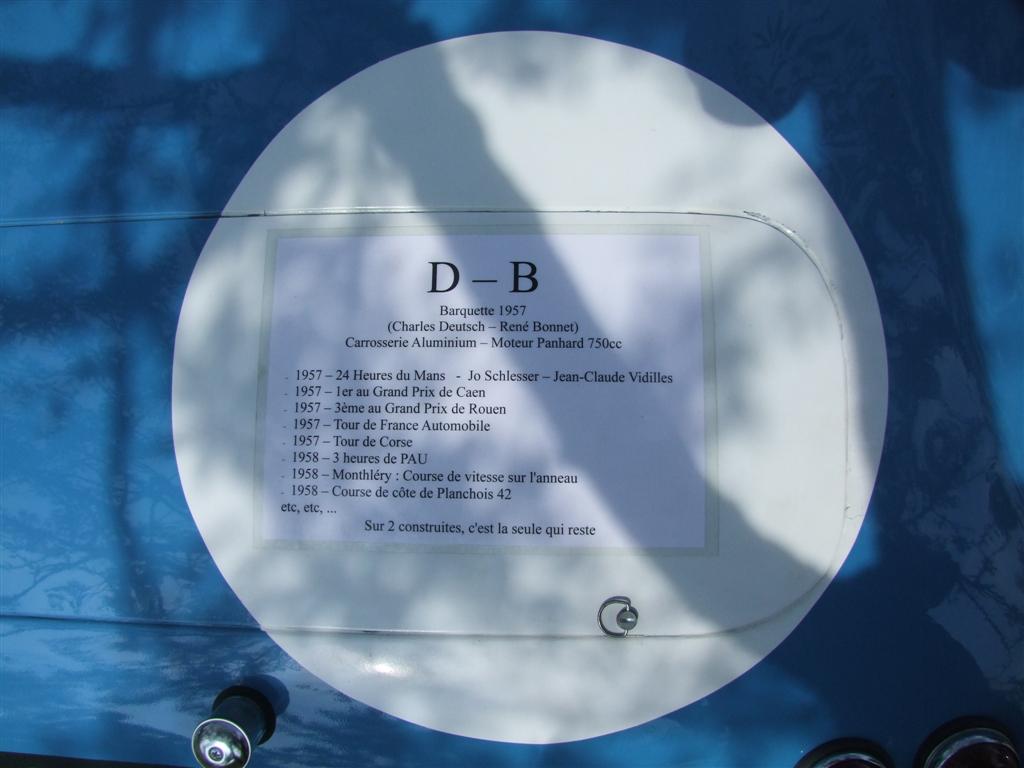 D – B
Barquette 1957
(Charles Deutsch – René Bonnet)
Carrosserie Aluminium – Moteur Panhard 750cc
- 1957 – 24 Heures du Mans - Jo Schlesser – Jean-Claude Vidilles
- 1957 – 1er au Grand Prix de Caen
- 1957 – 3ème au Grand Prix de Rouen
- 1957 – Tour de France Automobile
- 1957 – Tour de Corse
- 1958 – 3 heures de PAU
- 1958 – Monthléry : Course de vitesse sur l'anneau
- 1958 – Course de côte de Planchois 42
etc, etc, ...
Sur 2 construites, c'est la seule qui reste